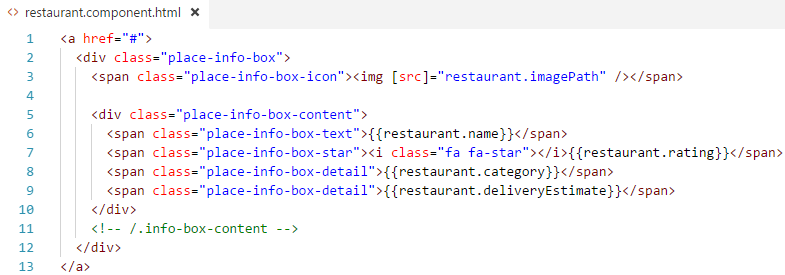 <> restaurant.component.html ×
1 <a href="#">
2 <div class="place-info-box">
3 <span class="place-info-box-icon"><img [src]="restaurant.imagePath" /></span>
4
5 <div class="place-info-box-content">
6 <span class="place-info-box-text">{{restaurant.name}}</span>
7 <span class="place-info-box-star"><i class="fa fa-star"></i>{{restaurant.rating}}</span>
8 <span class="place-info-box-detail">{{restaurant.category}}</span>
9 <span class="place-info-box-detail">{{restaurant.deliveryEstimate}}</span>
10 </div>
11 <!-- /.info-box-content -->
12 </div>
13 </a>